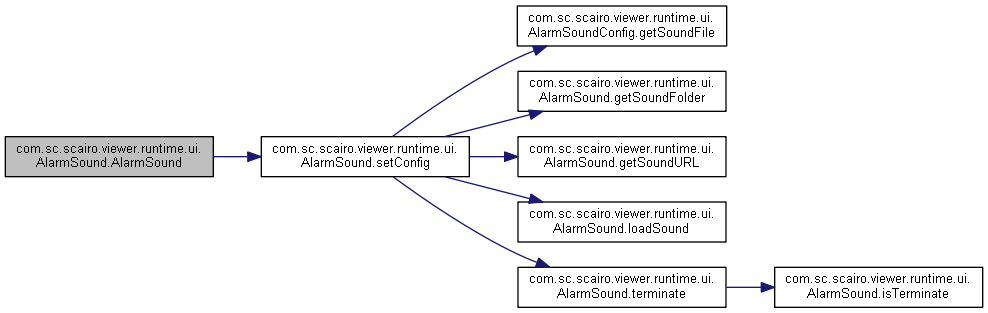 com.sc.scairo.viewer.runtime.ui.
AlarmSound.AlarmSound
com.sc.scairo.viewer.runtime.ui.
AlarmSound.setConfig
com.sc.scairo.viewer.runtime.ui.
AlarmSoundConfig.getSoundFile
com.sc.scairo.viewer.runtime.ui.
AlarmSound.getSoundFolder
com.sc.scairo.viewer.runtime.ui.
AlarmSound.getSoundURL
com.sc.scairo.viewer.runtime.ui.
AlarmSound.loadSound
com.sc.scairo.viewer.runtime.ui.
AlarmSound.terminate
com.sc.scairo.viewer.runtime.ui.
AlarmSound.isTerminate